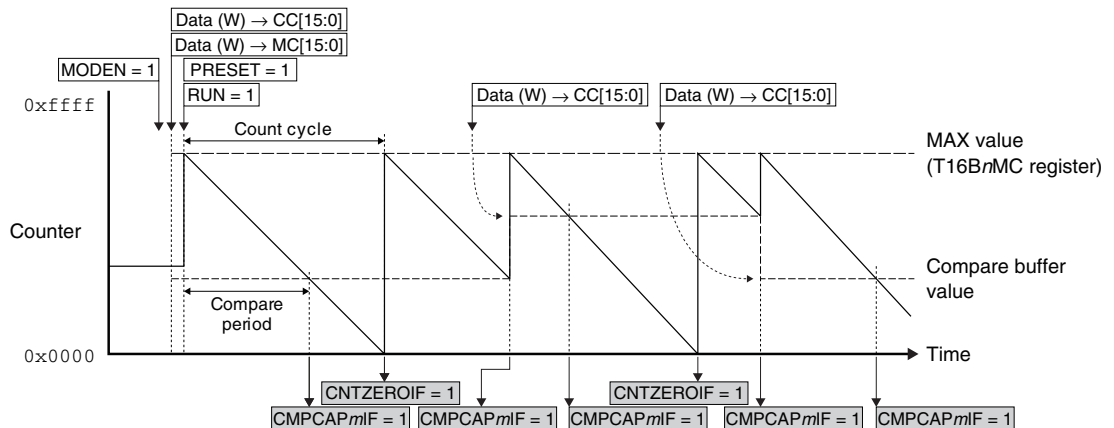 Data (W) → CC[15:0]
Data (W) → MC[15:0]
MODEN = 1
PRESET = 1
RUN = 1
Data (W) → CC[15:0]
Data (W) → CC[15:0]
0xffff
Count cycle
MAX value
(T16BnMC register)
Counter
Compare buffer
value
Compare
period
0x0000
Time
CNTZEROIF = 1
CNTZEROIF = 1
CMPCAPmIF = 1
CMPCAPmIF = 1
CMPCAPmIF = 1
CMPCAPmIF = 1
CMPCAPmIF = 1